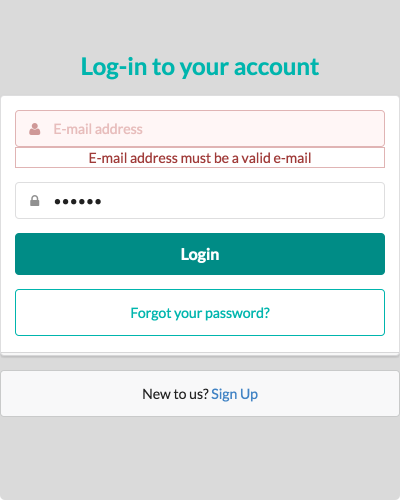 Log-in to your account
E-mail address
E-mail address must be a valid e-mail
••••••
Login
Forgot your password?
New to us? Sign Up